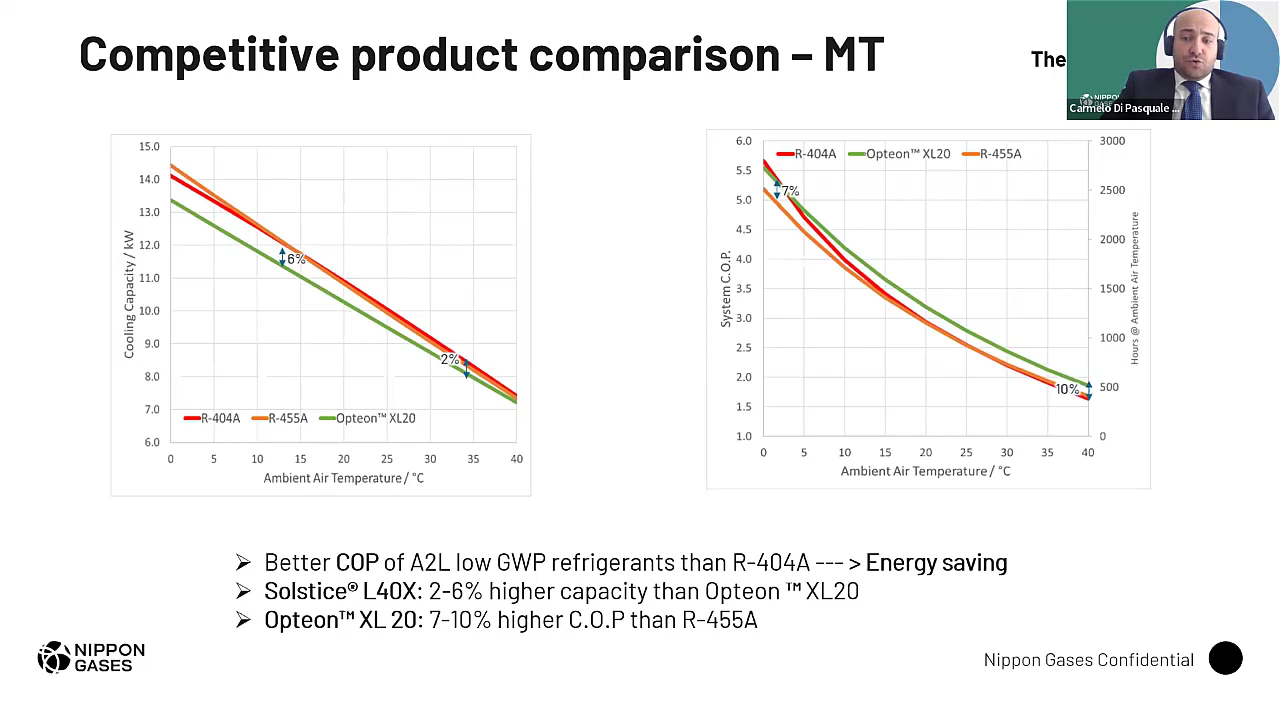 Competitive product comparison – MT
The
NIPPON
GASES
Carmelo Di Pasquale ...
15.0
14.0
13.0
12.0
11.0
10.0
9.0
8.0
7.0
6.0
Cooling Capacity / kW
6%
2%
R-404A R-455A Opteon™ XL20
0 5 10 15 20 25 30 35 40
Ambient Air Temperature / °C
R-404A Opteon™ XL20 R-455A
6.0
5.5
5.0
4.5
4.0
3.5
3.0
2.5
2.0
1.5
1.0
System C.O.P.
7%
10%
3000
2500
2000
1500
1000
500
0
Hours @ Ambient Air Temperature
0 5 10 15 20 25 30 35 40
Ambient Air Temperature / °C
➢ Better COP of A2L low GWP refrigerants than R-404A --- > Energy saving
➢ Solstice® L40X: 2-6% higher capacity than Opteon ™ XL20
➢ Opteon™ XL 20: 7-10% higher C.O.P than R-455A
NIPPON
GASES
Nippon Gases Confidential